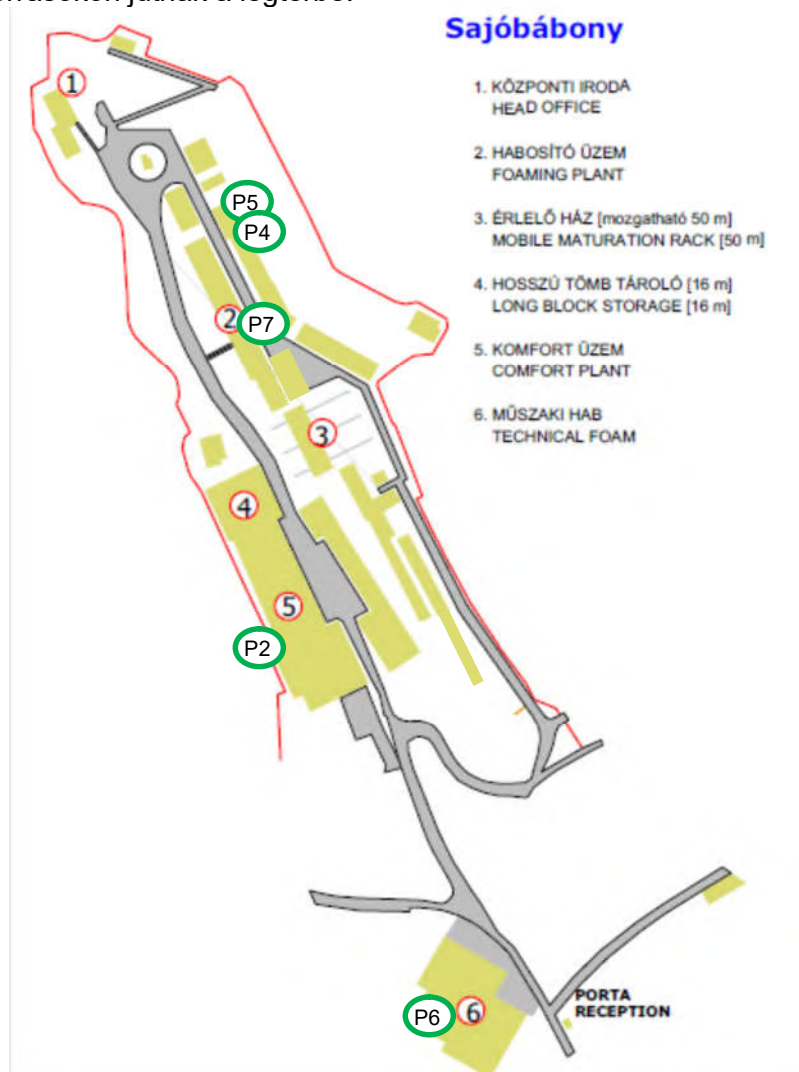 Sajóbábony
1. KÖZPONTI IRODA
HEAD OFFICE
2. HABOSÍTÓ ÜZEM
FOAMING PLANT
3. ÉRLELŐ HÁZ [mozgatható 50 m]
MOBILE MATURATION RACK [50 m]
4. HOSSZÚ TÖMB TÁROLÓ [16 m]
LONG BLOCK STORAGE [16 m]
5. KOMFORT ÜZEM
COMFORT PLANT
6. MŰSZAKI HAB
TECHNICAL FOAM
1
P5
P4
2
P7
3
4
5
P2
P6
6
PORTA
RECEPTION